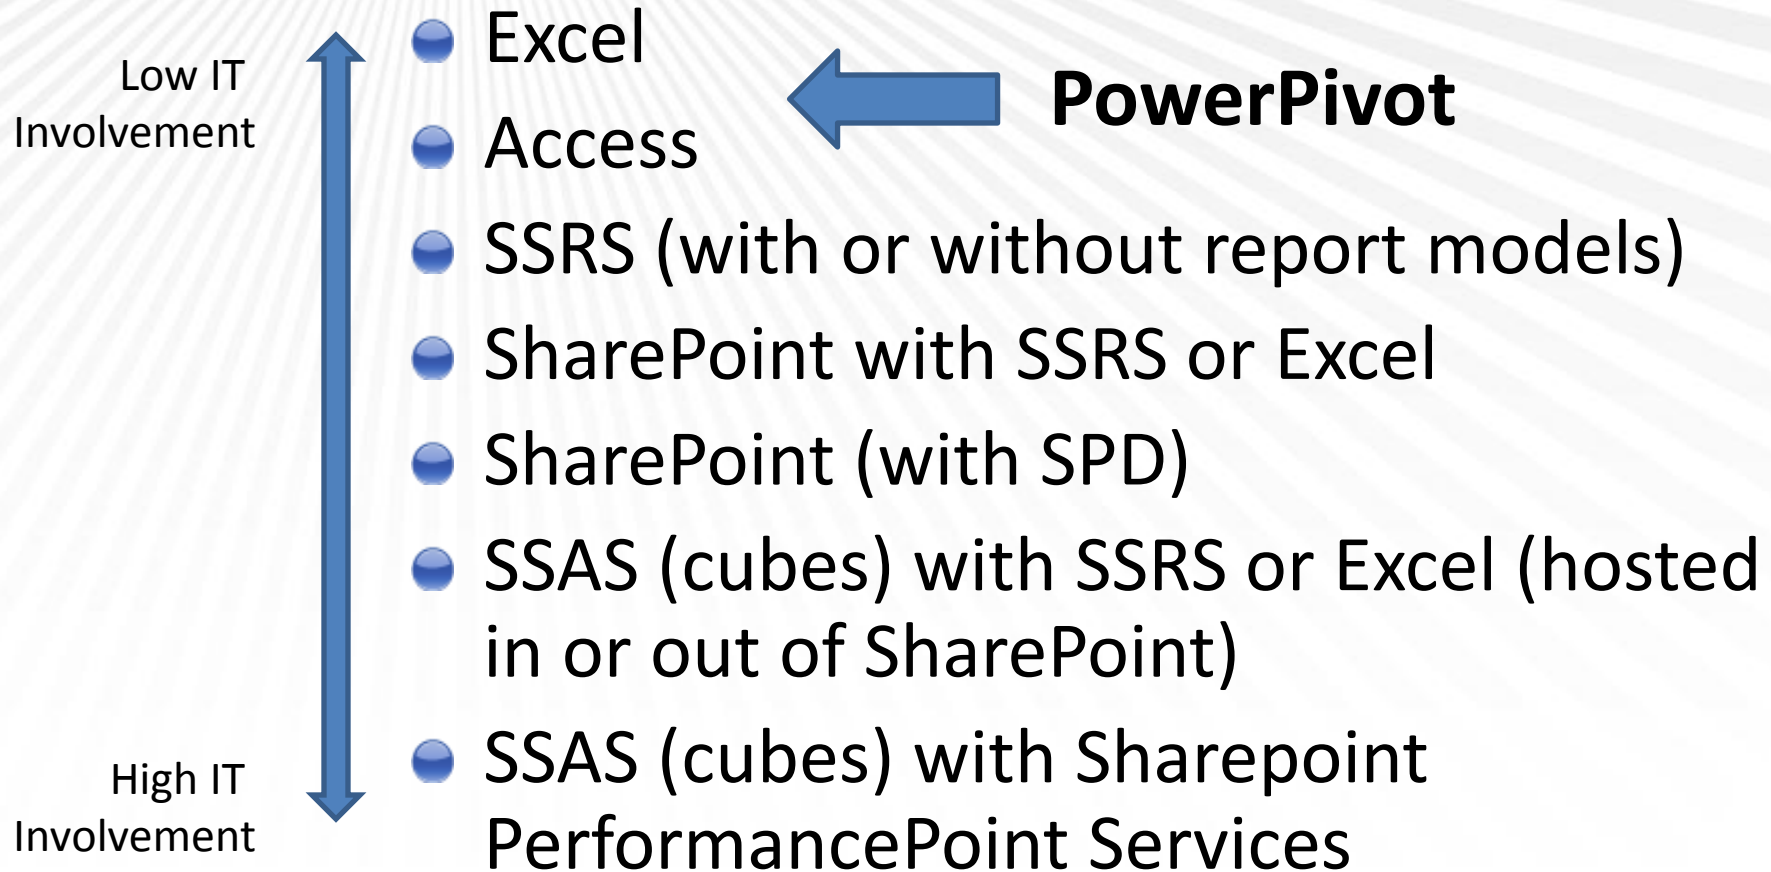 Low IT
Involvement
Excel
PowerPivot
Access
SSRS (with or without report models)
SharePoint with SSRS or Excel
SharePoint (with SPD)
SSAS (cubes) with SSRS or Excel (hosted
in or out of SharePoint)
High IT
Involvement
SSAS (cubes) with Sharepoint
PerformancePoint Services